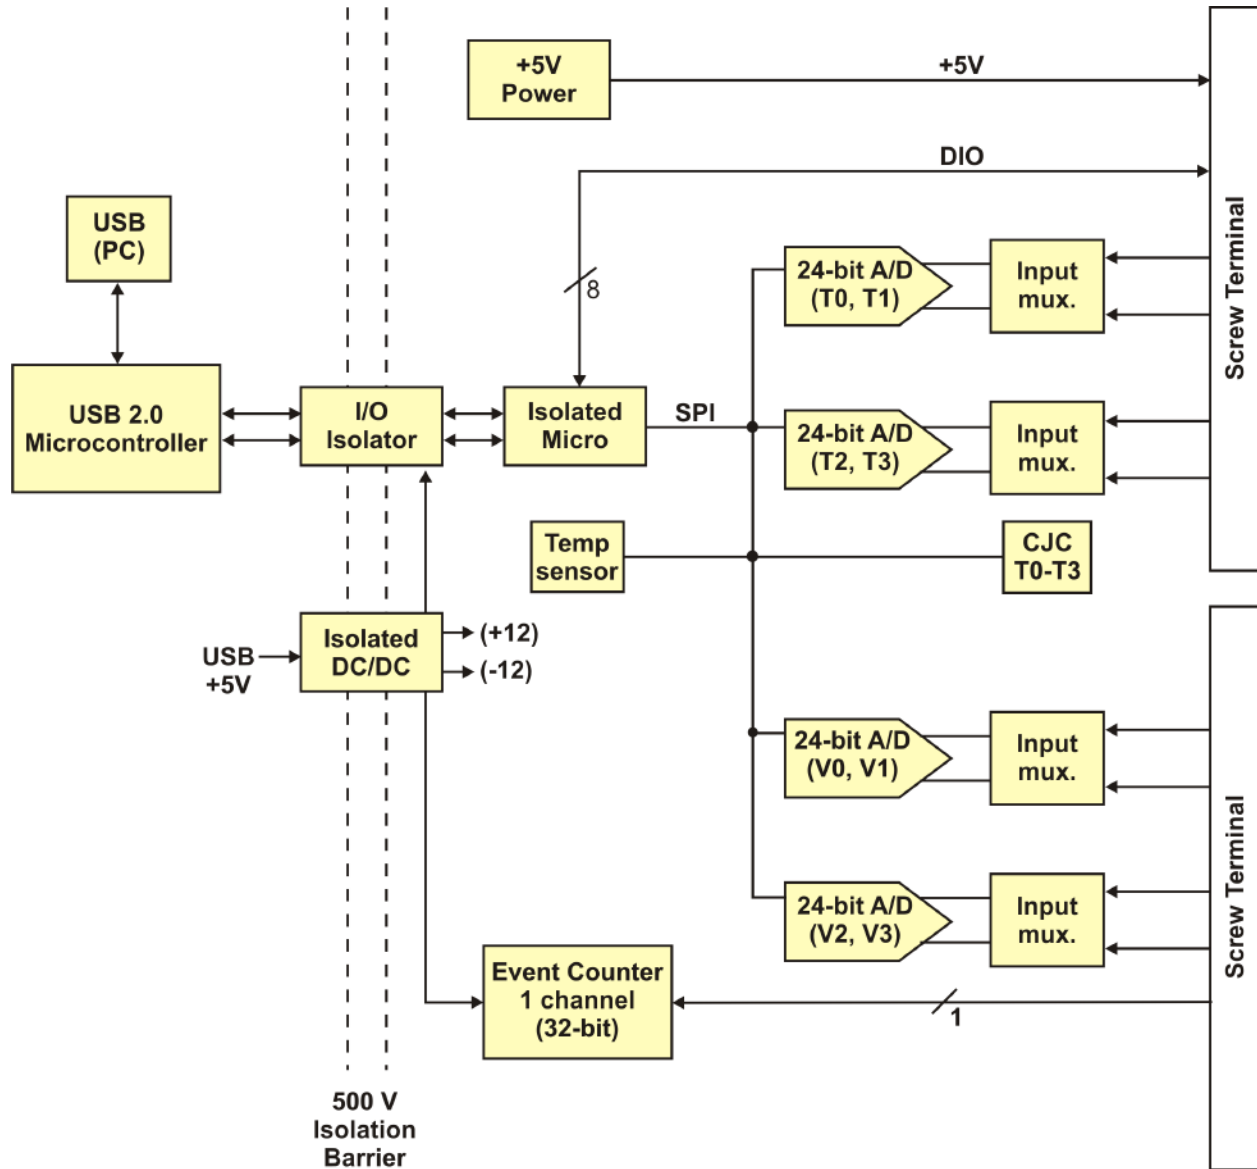 +5V
Power
+5V
DIO
8
USB
(PC)
USB 2.0
Microcontroller
I/O
Isolator
Isolated
Micro
SPI
24-bit A/D
(T0, T1)
Input
mux.
24-bit A/D
(T2, T3)
Input
mux.
Screw Terminal
Temp
sensor
CJC
T0-T3
USB
+5V
Isolated
DC/DC
(+12)
(-12)
24-bit A/D
(V0, V1)
Input
mux.
24-bit A/D
(V2, V3)
Input
mux.
Screw Terminal
Event Counter
1 channel
(32-bit)
1
500 V
Isolation
Barrier